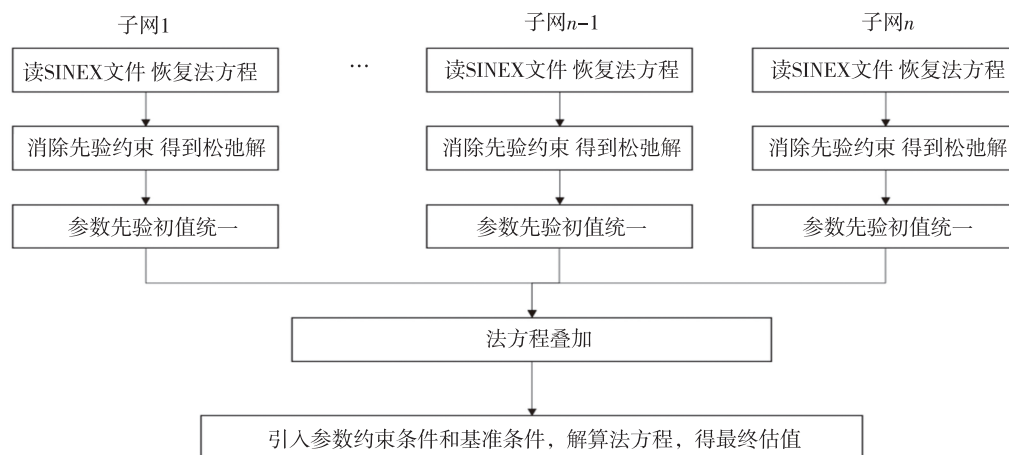 子网1
子网n-1
子网n
读SINEX文件 恢复法方程
…
读SINEX文件 恢复法方程
读SINEX文件 恢复法方程
消除先验约束 得到松弛解
消除先验约束 得到松弛解
消除先验约束 得到松弛解
参数先验初值统一
参数先验初值统一
参数先验初值统一
法方程叠加
引入参数约束条件和基准条件，解算法方程，得最终估值